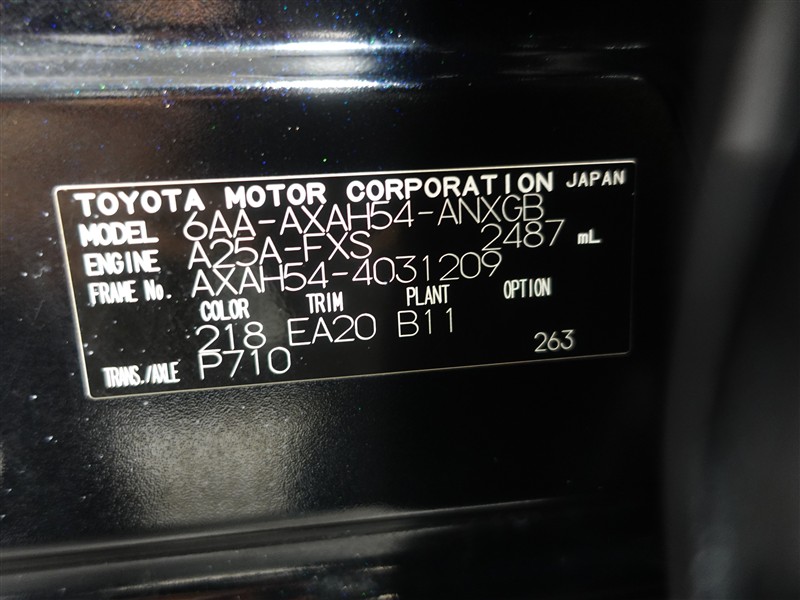 TOYOTA MOTOR CORPORATION JAPAN
MODEL 6AA-AXAH54-ANXGB
ENGINE A25A-FXS 2487 mL
FRAME No. AXAH54-4031209
COLOR TRIM PLANT OPTION
218 EA20 B11
TRANS./AXLE P710 263